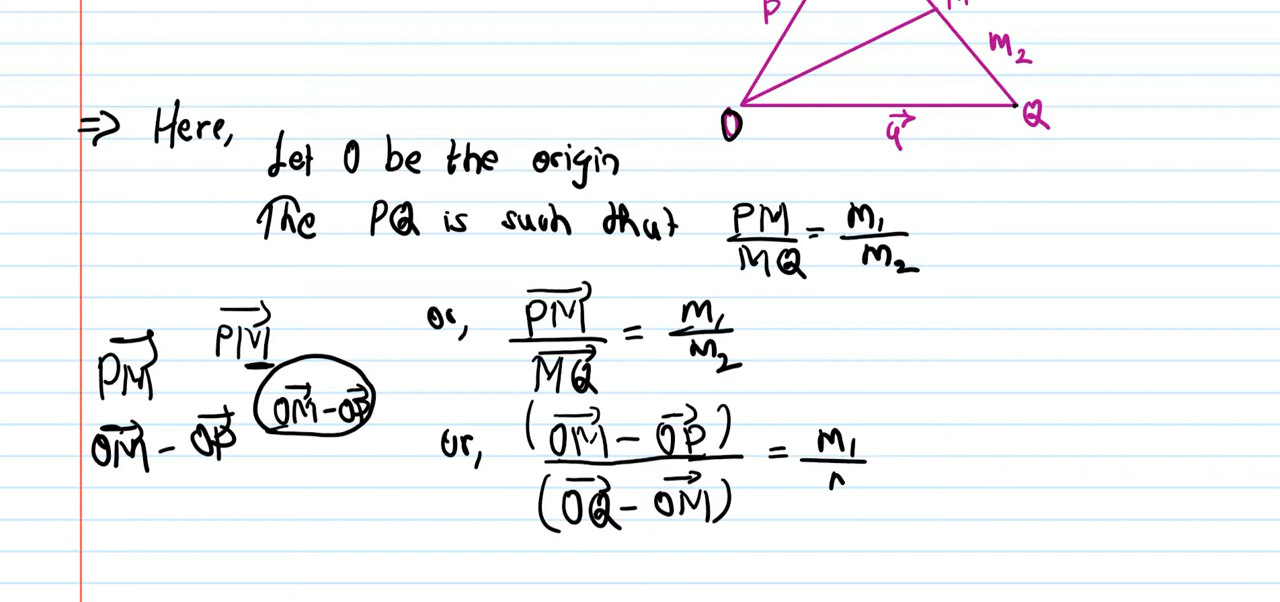 P M
m₂
O q⃗ Q
⇒ Here,
Let O be the origin
The PQ is such that PM/MQ = m₁/m₂
PM⃗ PM⃗ or, PM⃗/MQ⃗ = m₁/m₂
OM⃗ - OP⃗ OM⃗ - OP⃗ or, (OM⃗ - OP⃗)/(OQ⃗ - OM⃗) = m₁/